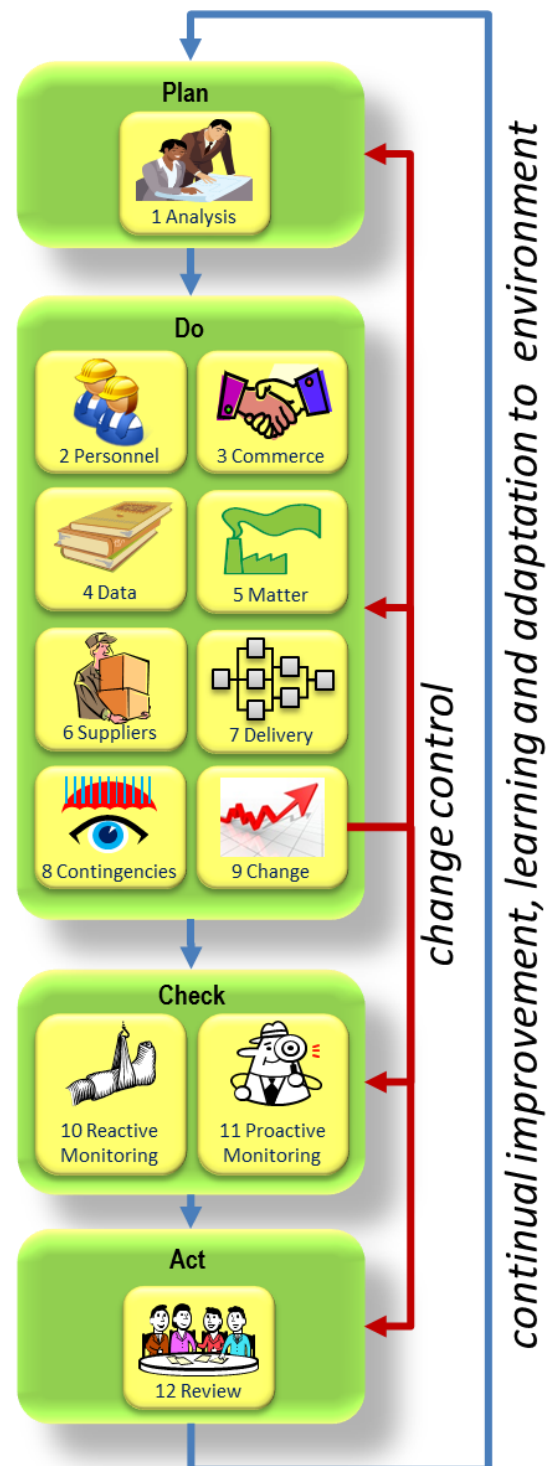 Plan
1 Analysis
Do
2 Personnel
3 Commerce
4 Data
5 Matter
6 Suppliers
7 Delivery
8 Contingencies
9 Change
Check
10 Reactive
Monitoring
11 Proactive
Monitoring
Act
12 Review
change control
continual improvement, learning and adaptation to environment